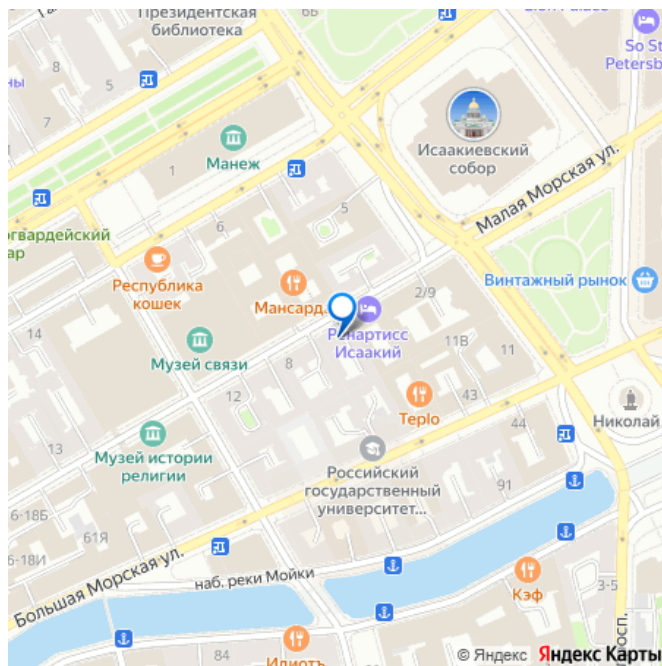 Президентская
библиотека
6Б
So St
Petersb
8
5
7
Манеж
1
Исаакиевский
собор
Малая Морская ул.
5
6
Республика
кошек
Мансард...
Винтажный рынок
2/9
14
Ренартисс
Исаакий
Музей связи
8
11В
11
12
43
Teplo
44
Николай
13
Музей истории
религии
Российский
государственный
университет...
91
6-18Б
61Я
6-18И
Большая Морская ул.
наб. реки Мойки
Кэф
3-5
84
Идиотъ
© Яндекс Яндекс Карты